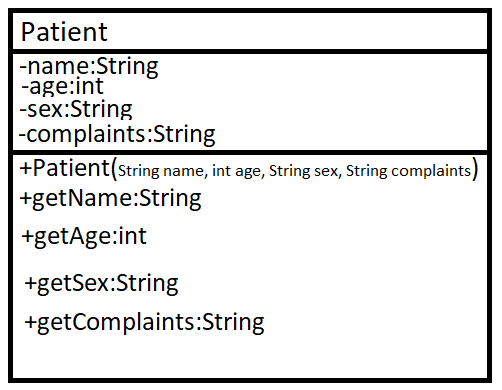 Patient
-name:String
-age:int
-sex:String
-complaints:String
+Patient(String name, int age, String sex, String complaints)
+getName:String
+getAge:int
+getSex:String
+getComplaints:String